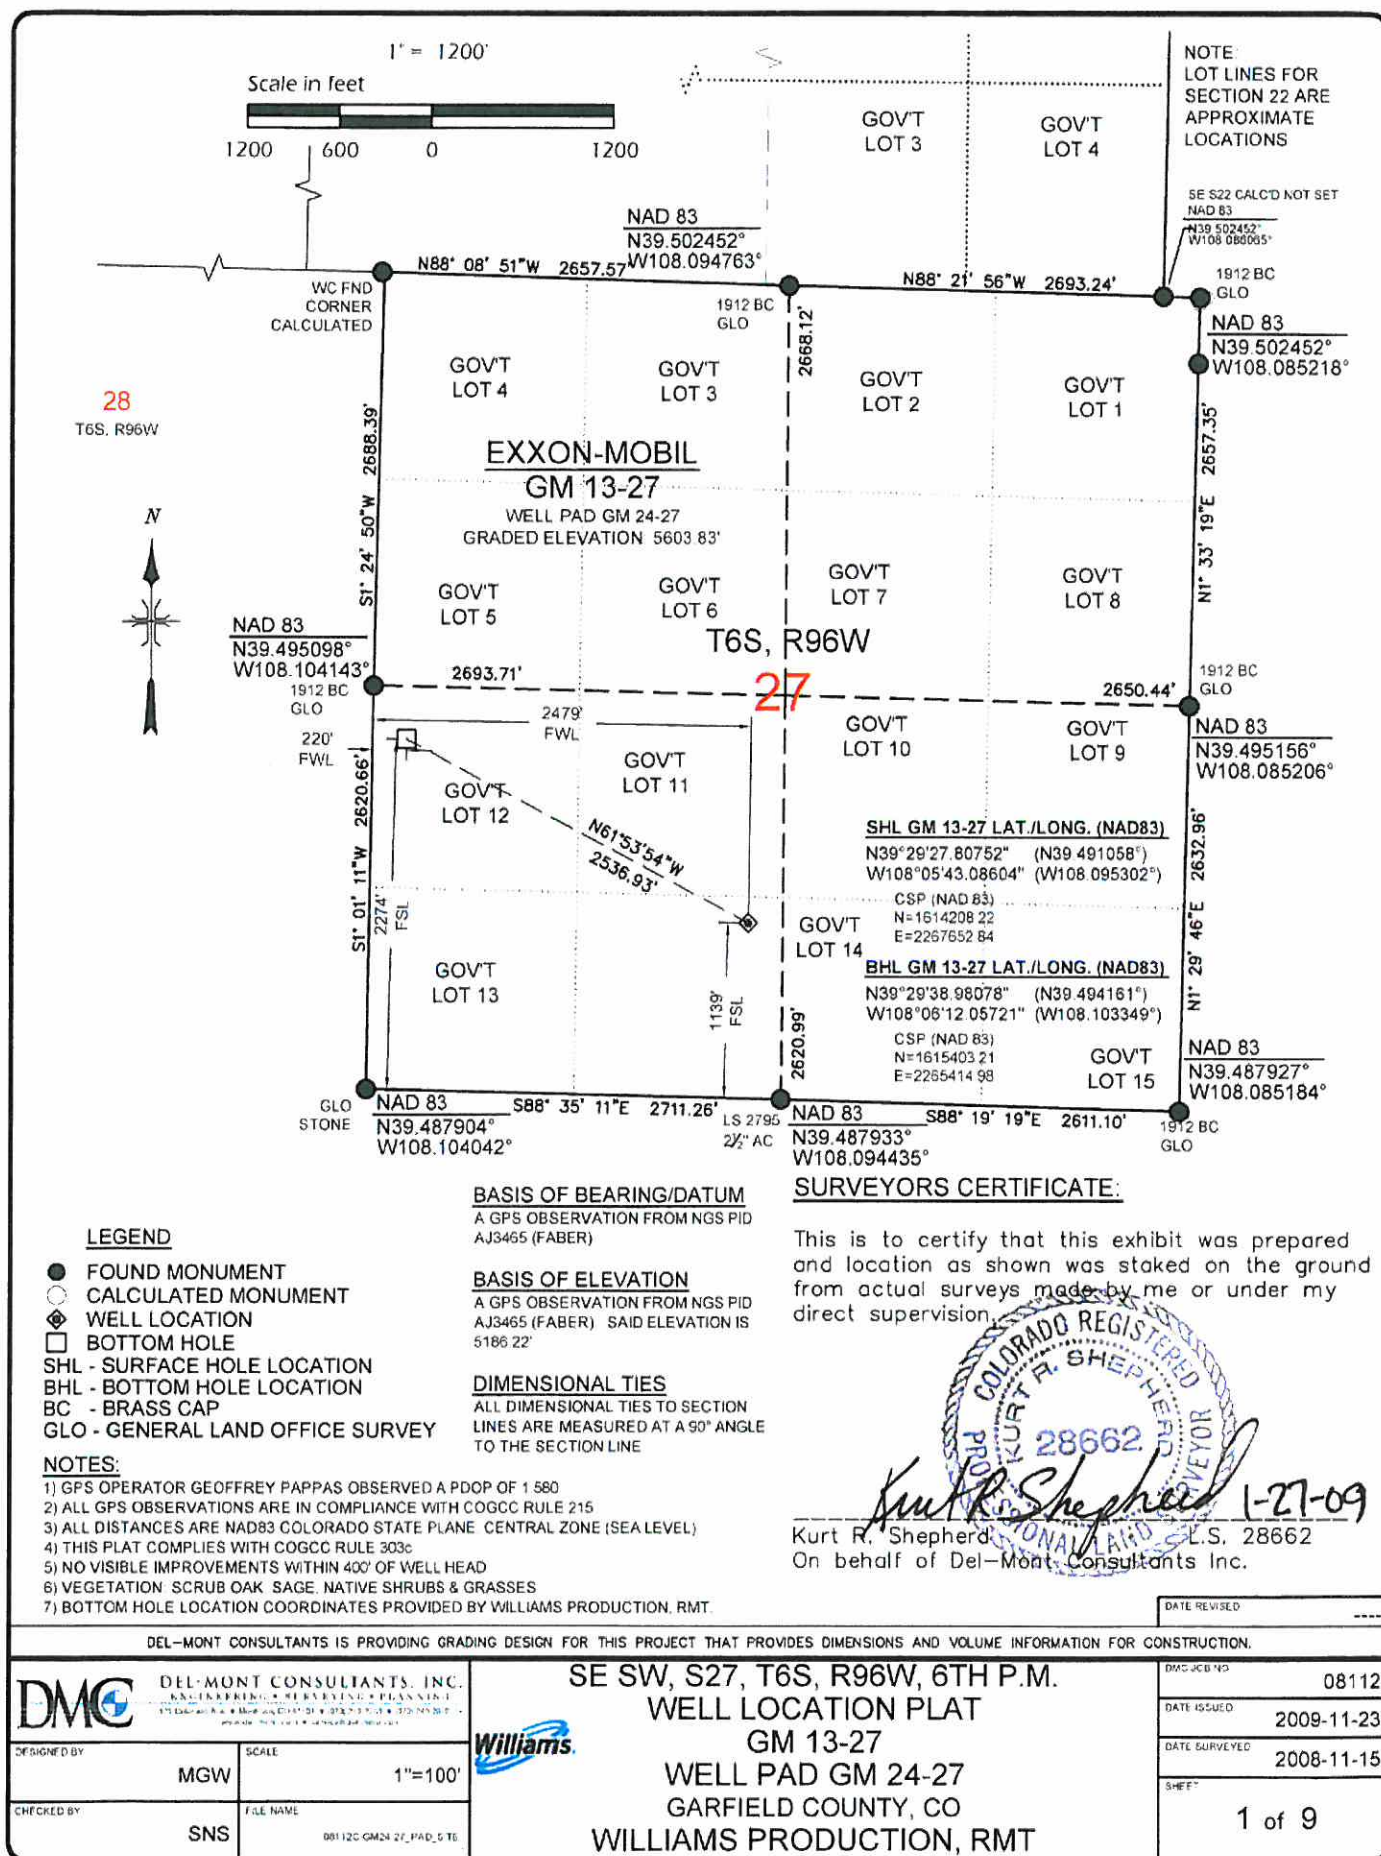 1" = 1200'
Scale in feet
1200 600 0 1200
NOTE
LOT LINES FOR
SECTION 22 ARE
APPROXIMATE
LOCATIONS
GOV'T
LOT 3
GOV'T
LOT 4
SE S22 CALC'D NOT SET
NAD 83
N39.502452°
W108.086065°
NAD 83
N39.502452°
W108.094763°
N88° 08' 51"W 2657.57'
N88° 21' 56"W 2693.24'
WC FND
CORNER
CALCULATED
1912 BC
GLO
1912 BC
GLO
NAD 83
N39.502452°
W108.085218°
2668.12'
GOV'T
LOT 4
GOV'T
LOT 3
GOV'T
LOT 2
GOV'T
LOT 1
28
T6S, R96W
S1° 24' 50"W 2688.39'
N1° 33' 19"E 2657.35'
EXXON-MOBIL
GM 13-27
WELL PAD GM 24-27
GRADED ELEVATION 5603.83'
N
GOV'T
LOT 5
GOV'T
LOT 6
GOV'T
LOT 7
GOV'T
LOT 8
T6S, R96W
27
NAD 83
N39.495098°
W108.104143°
1912 BC
GLO
2693.71'
2650.44'
1912 BC
GLO
NAD 83
N39.495156°
W108.085206°
2479'
FWL
220'
FWL
GOV'T
LOT 12
GOV'T
LOT 11
GOV'T
LOT 10
GOV'T
LOT 9
N61°53'54"W
2536.93'
S1° 01' 11"W 2620.66'
2274'
FSL
N1° 29' 46"E 2632.96'
SHL GM 13-27 LAT./LONG. (NAD83)
N39°29'27.80752" (N39.491058°)
W108°05'43.08604" (W108.095302°)
CSP (NAD 83)
N=1614208.22
E=2267652.84
GOV'T
LOT 13
GOV'T
LOT 14
BHL GM 13-27 LAT./LONG. (NAD83)
N39°29'38.98078" (N39.494161°)
W108°06'12.05721" (W108.103349°)
CSP (NAD 83)
N=1615403.21
E=2265414.98
1139'
FSL
2620.99'
GOV'T
LOT 15
NAD 83
N39.487927°
W108.085184°
GLO
STONE
NAD 83
N39.487904°
W108.104042°
S88° 35' 11"E 2711.26'
LS 2795
2½" AC
NAD 83
N39.487933°
W108.094435°
S88° 19' 19"E 2611.10'
1912 BC
GLO
LEGEND
FOUND MONUMENT
CALCULATED MONUMENT
WELL LOCATION
BOTTOM HOLE
SHL - SURFACE HOLE LOCATION
BHL - BOTTOM HOLE LOCATION
BC - BRASS CAP
GLO - GENERAL LAND OFFICE SURVEY
BASIS OF BEARING/DATUM
A GPS OBSERVATION FROM NGS PID
AJ3465 (FABER)
BASIS OF ELEVATION
A GPS OBSERVATION FROM NGS PID
AJ3465 (FABER) SAID ELEVATION IS
5186.22'
DIMENSIONAL TIES
ALL DIMENSIONAL TIES TO SECTION
LINES ARE MEASURED AT A 90° ANGLE
TO THE SECTION LINE
SURVEYORS CERTIFICATE:
This is to certify that this exhibit was prepared
and location as shown was staked on the ground
from actual surveys made by me or under my
direct supervision.
COLORADO REGISTERED
KURT R. SHEPHERD
28662
PROFESSIONAL LAND SURVEYOR
Kurt R Shepherd 1-27-09
Kurt R. Shepherd L.S. 28662
On behalf of Del-Mont Consultants Inc.
NOTES:
1) GPS OPERATOR GEOFFREY PAPPAS OBSERVED A PDOP OF 1.580
2) ALL GPS OBSERVATIONS ARE IN COMPLIANCE WITH COGCC RULE 215
3) ALL DISTANCES ARE NAD83 COLORADO STATE PLANE CENTRAL ZONE (SEA LEVEL)
4) THIS PLAT COMPLIES WITH COGCC RULE 303c
5) NO VISIBLE IMPROVEMENTS WITHIN 400' OF WELL HEAD
6) VEGETATION: SCRUB OAK, SAGE, NATIVE SHRUBS & GRASSES
7) BOTTOM HOLE LOCATION COORDINATES PROVIDED BY WILLIAMS PRODUCTION, RMT.
DATE REVISED ----
DEL-MONT CONSULTANTS IS PROVIDING GRADING DESIGN FOR THIS PROJECT THAT PROVIDES DIMENSIONS AND VOLUME INFORMATION FOR CONSTRUCTION.
DMC
DEL-MONT CONSULTANTS, INC.
ENGINEERING SURVEYING PLANNING
DESIGNED BY
MGW
SCALE
1"=100'
CHECKED BY
SNS
FILE NAME
Williams.
SE SW, S27, T6S, R96W, 6TH P.M.
WELL LOCATION PLAT
GM 13-27
WELL PAD GM 24-27
GARFIELD COUNTY, CO
WILLIAMS PRODUCTION, RMT
DMC JOB NO
08112
DATE ISSUED
2009-11-23
DATE SURVEYED
2008-11-15
SHEET
1 of 9